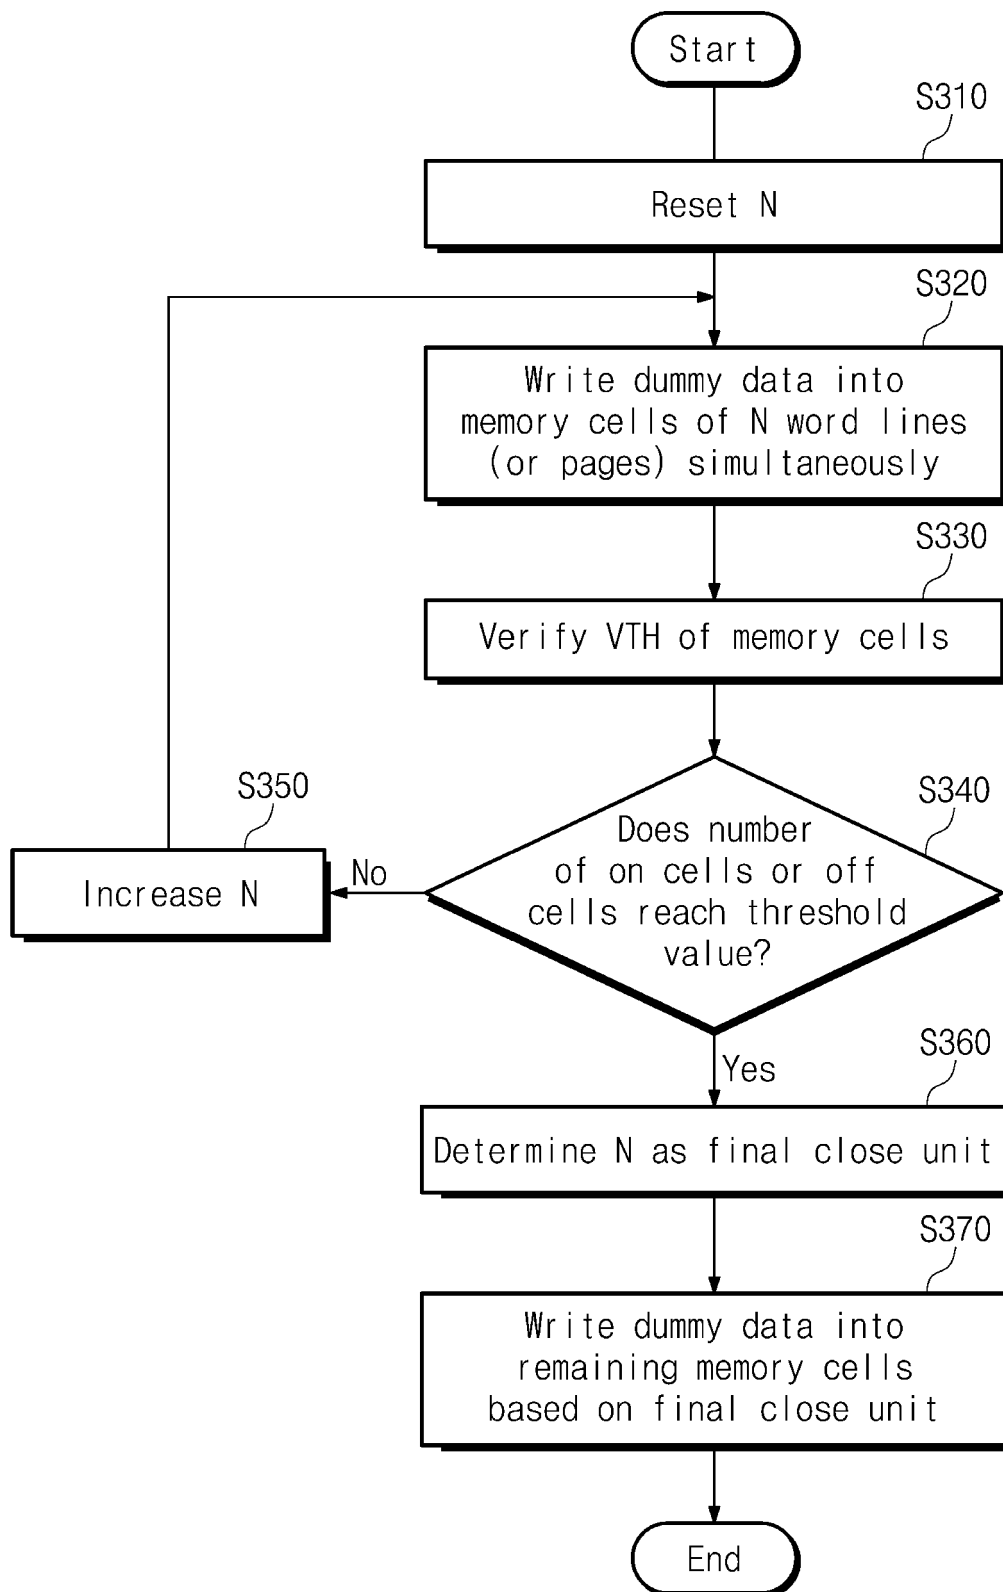 Start
S310
Reset N
S320
Write dummy data into
memory cells of N word lines
(or pages) simultaneously
S330
Verify VTH of memory cells
S340
Does number
of on cells or off
cells reach threshold
value?
No
S350
Increase N
Yes
S360
Determine N as final close unit
S370
Write dummy data into
remaining memory cells
based on final close unit
End